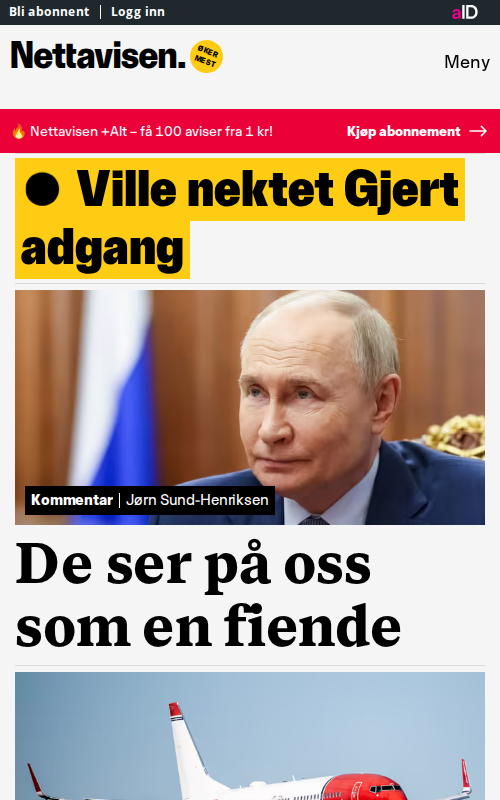 Bli abonnent | Logg inn
aID
Nettavisen.
ØKER
MEST
Meny
🔥 Nettavisen +Alt – få 100 aviser fra 1 kr!
Kjøp abonnement →
● Ville nektet Gjert
adgang
Kommentar | Jørn Sund-Henriksen
De ser på oss
som en fiende